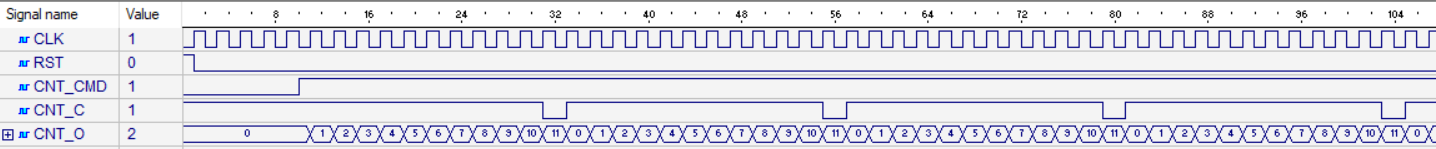 Signal name Value 8 16 24 32 40 48 56 64 72 80 88 96 104
CLK 1
RST 0
CNT_CMD 1
CNT_C 1
CNT_O 2 0 1 2 3 4 5 6 7 8 9 10 11 0 1 2 3 4 5 6 7 8 9 10 11 0 1 2 3 4 5 6 7 8 9 10 11 0 1 2 3 4 5 6 7 8 9 10 11 0